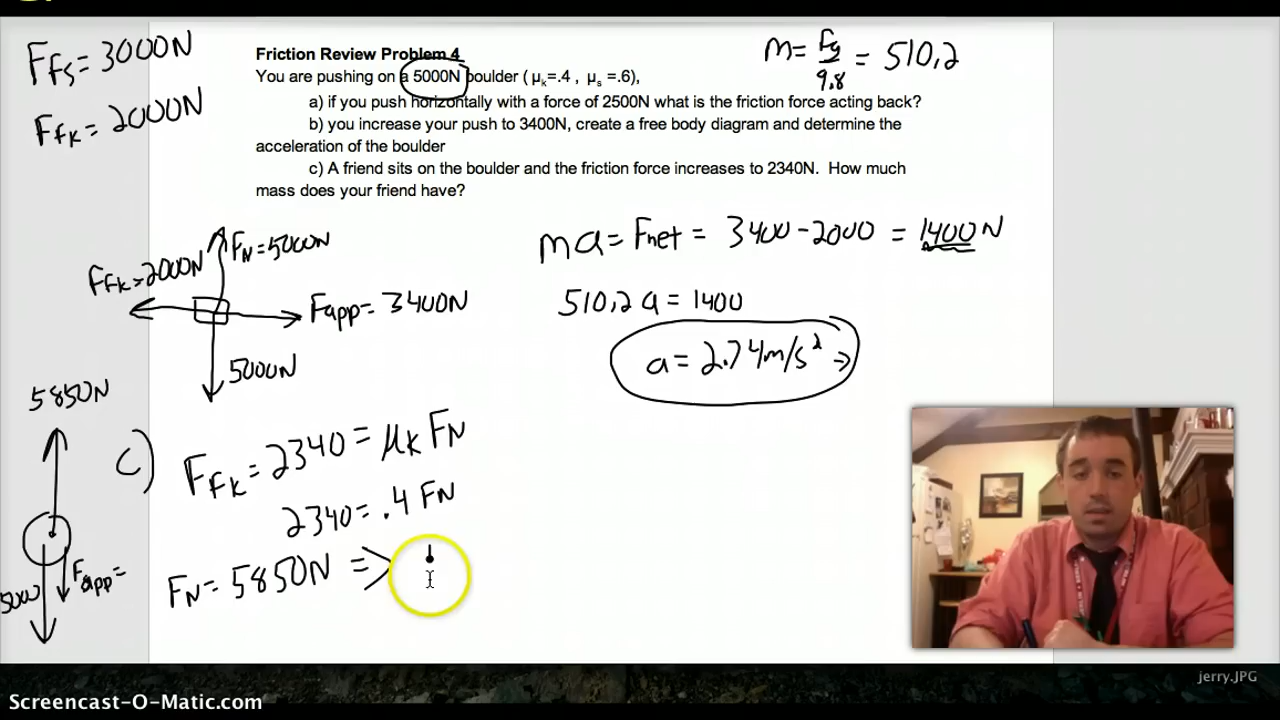 F fs = 3000N
F fk = 2000N
Friction Review Problem 4
You are pushing on a 5000N boulder ( μk=.4 , μs =.6),
a) if you push horizontally with a force of 2500N what is the friction force acting back?
b) you increase your push to 3400N, create a free body diagram and determine the
acceleration of the boulder
c) A friend sits on the boulder and the friction force increases to 2340N. How much
mass does your friend have?
m = Fg/9.8 = 510,2
FN = 5000N
Ffk = 2000N
Fapp = 3400N
5000N
ma = Fnet = 3400 - 2000 = 1400 N
510,2 a = 1400
a = 2.74 m/s² →
5850N
Fapp =
5000
c) Ffk = 2340 = μk FN
2340 = .4 FN
FN = 5850N =>
jerry.JPG
Screencast-O-Matic.com